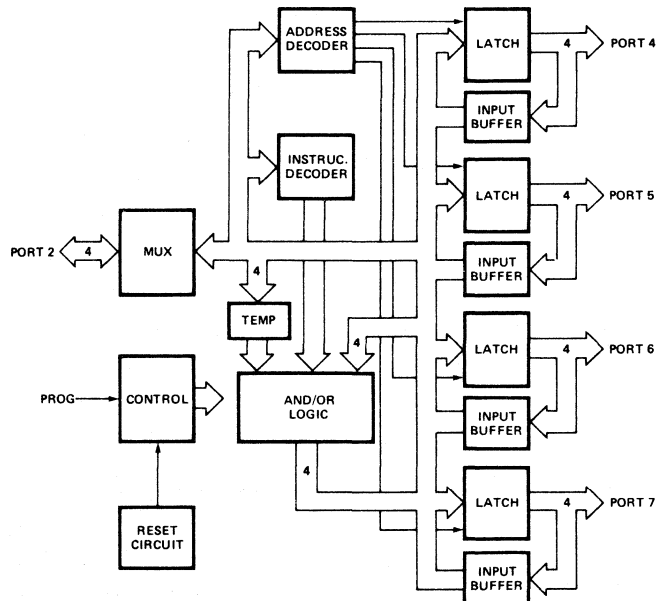 ADDRESS
DECODER
LATCH
4
PORT 4
INPUT
BUFFER
INSTRUC.
DECODER
LATCH
4
PORT 5
PORT 2
4
MUX
INPUT
BUFFER
4
TEMP
4
LATCH
4
PORT 6
PROG
CONTROL
AND/OR
LOGIC
INPUT
BUFFER
4
LATCH
4
PORT 7
RESET
CIRCUIT
INPUT
BUFFER